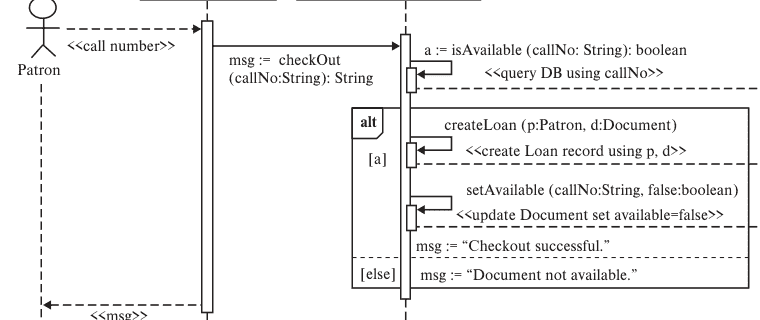 <<call number>>
Patron
msg := checkOut
(callNo:String): String
a := isAvailable (callNo: String): boolean
<<query DB using callNo>>
alt
createLoan (p:Patron, d:Document)
[a]
<<create Loan record using p, d>>
setAvailable (callNo:String, false:boolean)
<<update Document set available=false>>
msg := “Checkout successful.”
[else]
msg := “Document not available.”
<<msg>>